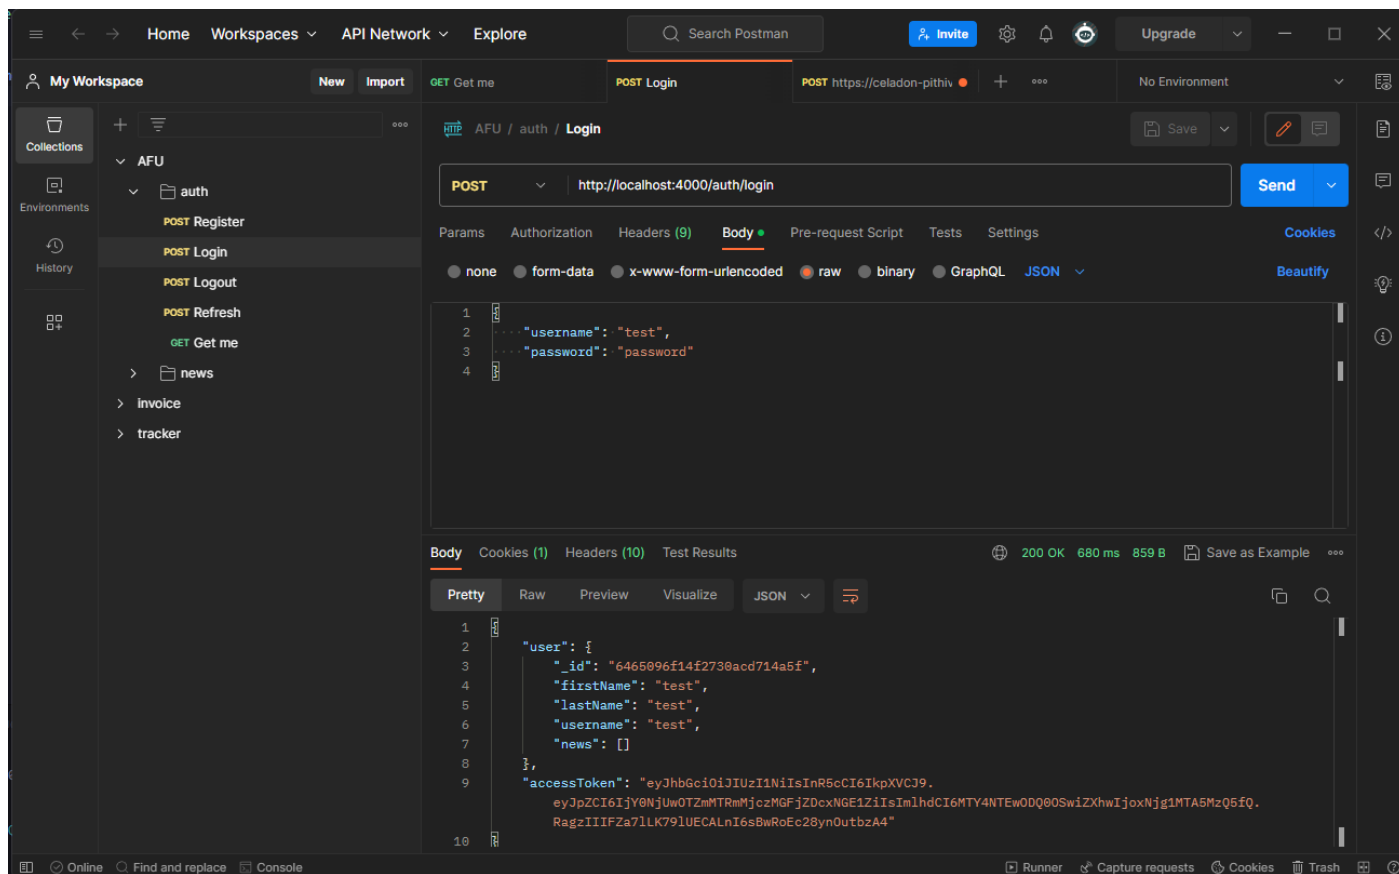 Home Workspaces API Network Explore Search Postman Invite Upgrade
My Workspace New Import GET Get me POST Login POST https://celadon-pithiv No Environment
Collections
Environments
History
AFU
auth
POST Register
POST Login
POST Logout
POST Refresh
GET Get me
news
invoice
tracker
HTTP AFU / auth / Login Save
POST http://localhost:4000/auth/login Send
Params Authorization Headers (9) Body Pre-request Script Tests Settings Cookies
none form-data x-www-form-urlencoded raw binary GraphQL JSON Beautify
1 {
2 "username": "test",
3 "password": "password"
4 }
Body Cookies (1) Headers (10) Test Results 200 OK 680 ms 859 B Save as Example
Pretty Raw Preview Visualize JSON
1 {
2 "user": {
3 "_id": "6465096f14f2730acd714a5f",
4 "firstName": "test",
5 "lastName": "test",
6 "username": "test",
7 "news": []
8 },
9 "accessToken": "eyJhbGciOiJIUzI1NiIsInR5cCI6IkpXVCJ9.
eyJpZCI6IjY0NjUwOTZmMTRmMjczMGFjZDcxNGE1ZiIsImlhdCI6MTY4NTEwODQ0OSwiZXhwIjoxNjg1MTA5MzQ5fQ.
RagzIIIFZa7lLK79lUECALnI6sBwRoEc28ynOutbzA4"
10 }
Online Find and replace Console Runner Capture requests Cookies Trash